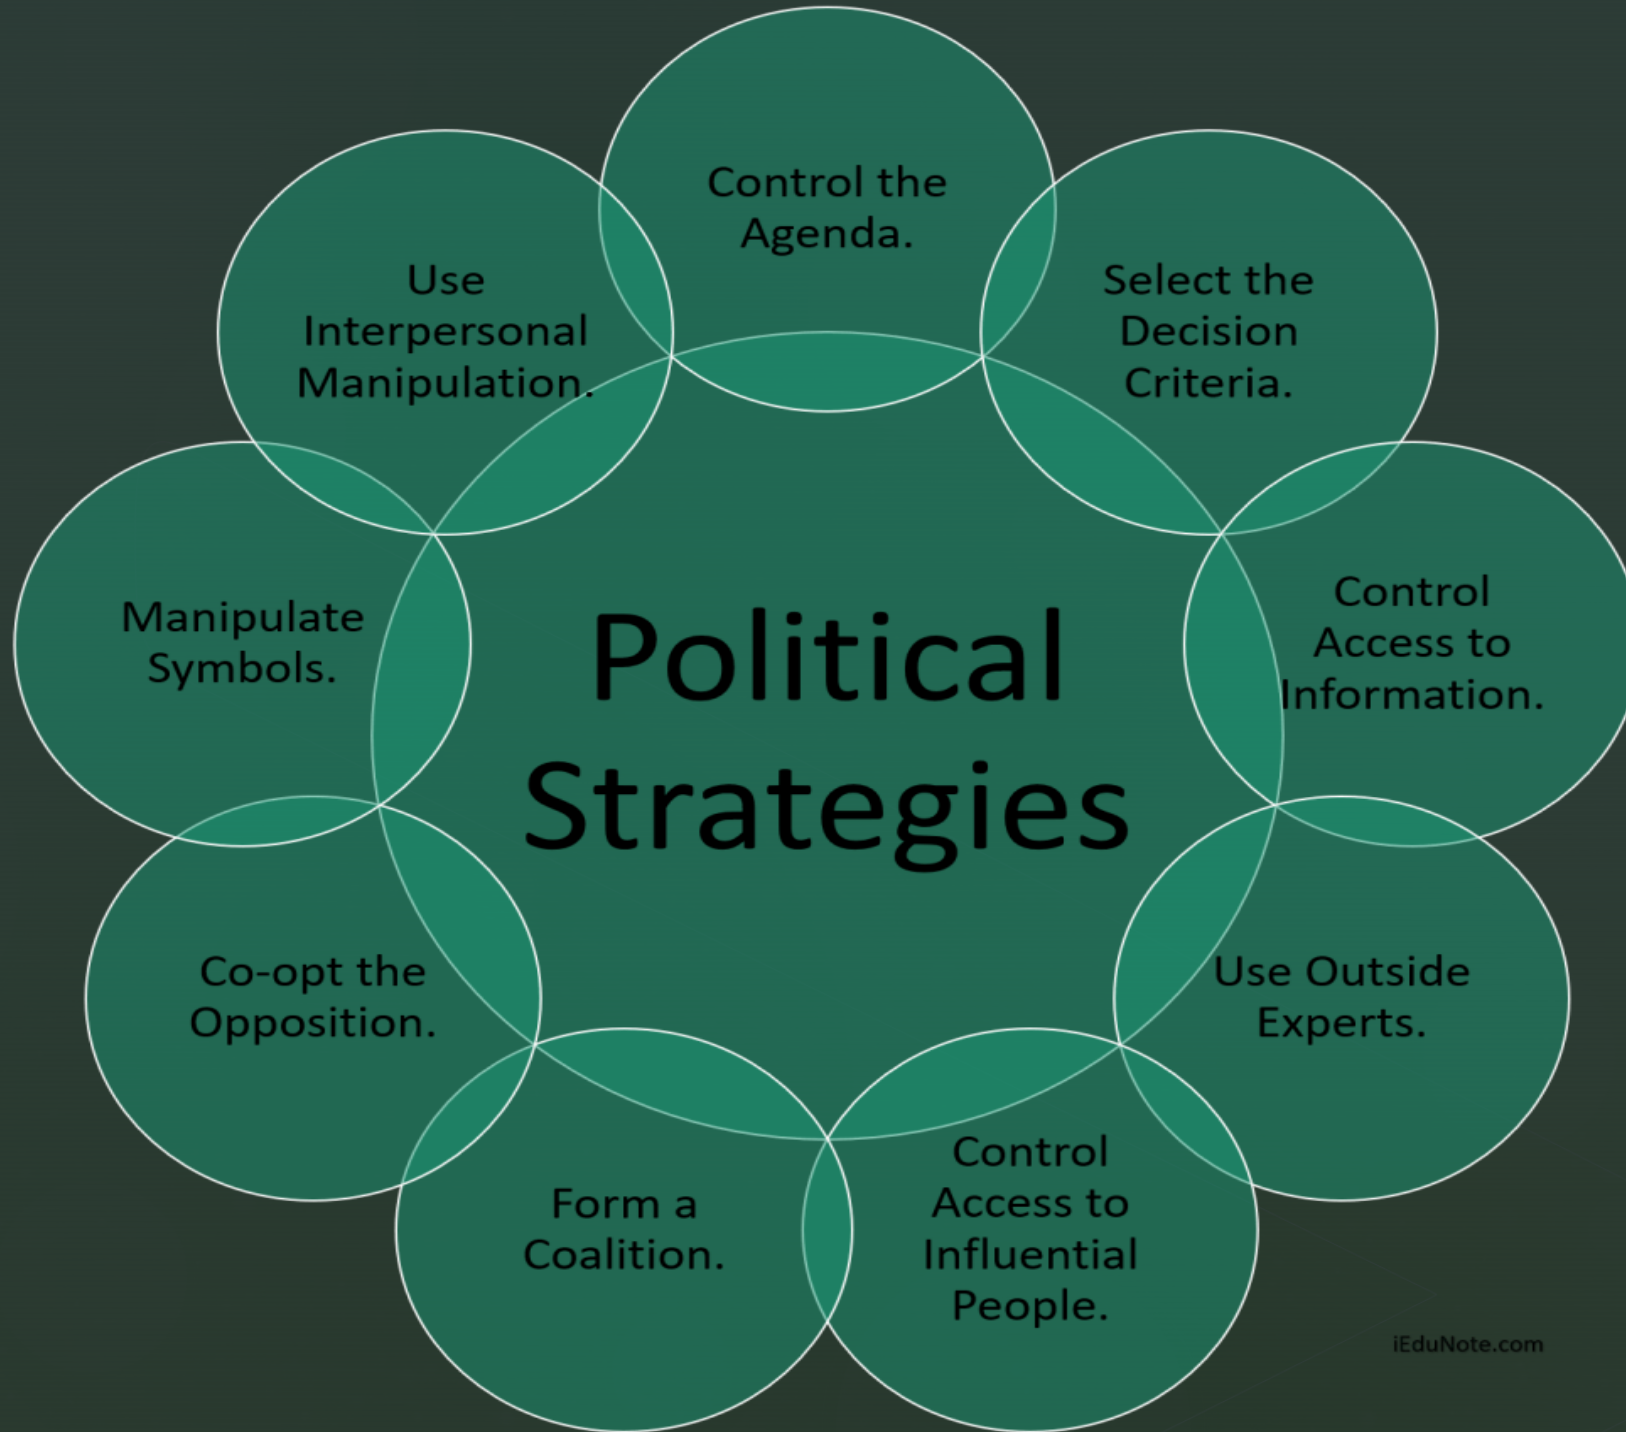 Control the
Agenda.
Select the
Decision
Criteria.
Control
Access to
Information.
Use Outside
Experts.
Control
Access to
Influential
People.
Form a
Coalition.
Co-opt the
Opposition.
Manipulate
Symbols.
Use
Interpersonal
Manipulation.
Political
Strategies
iEduNote.com